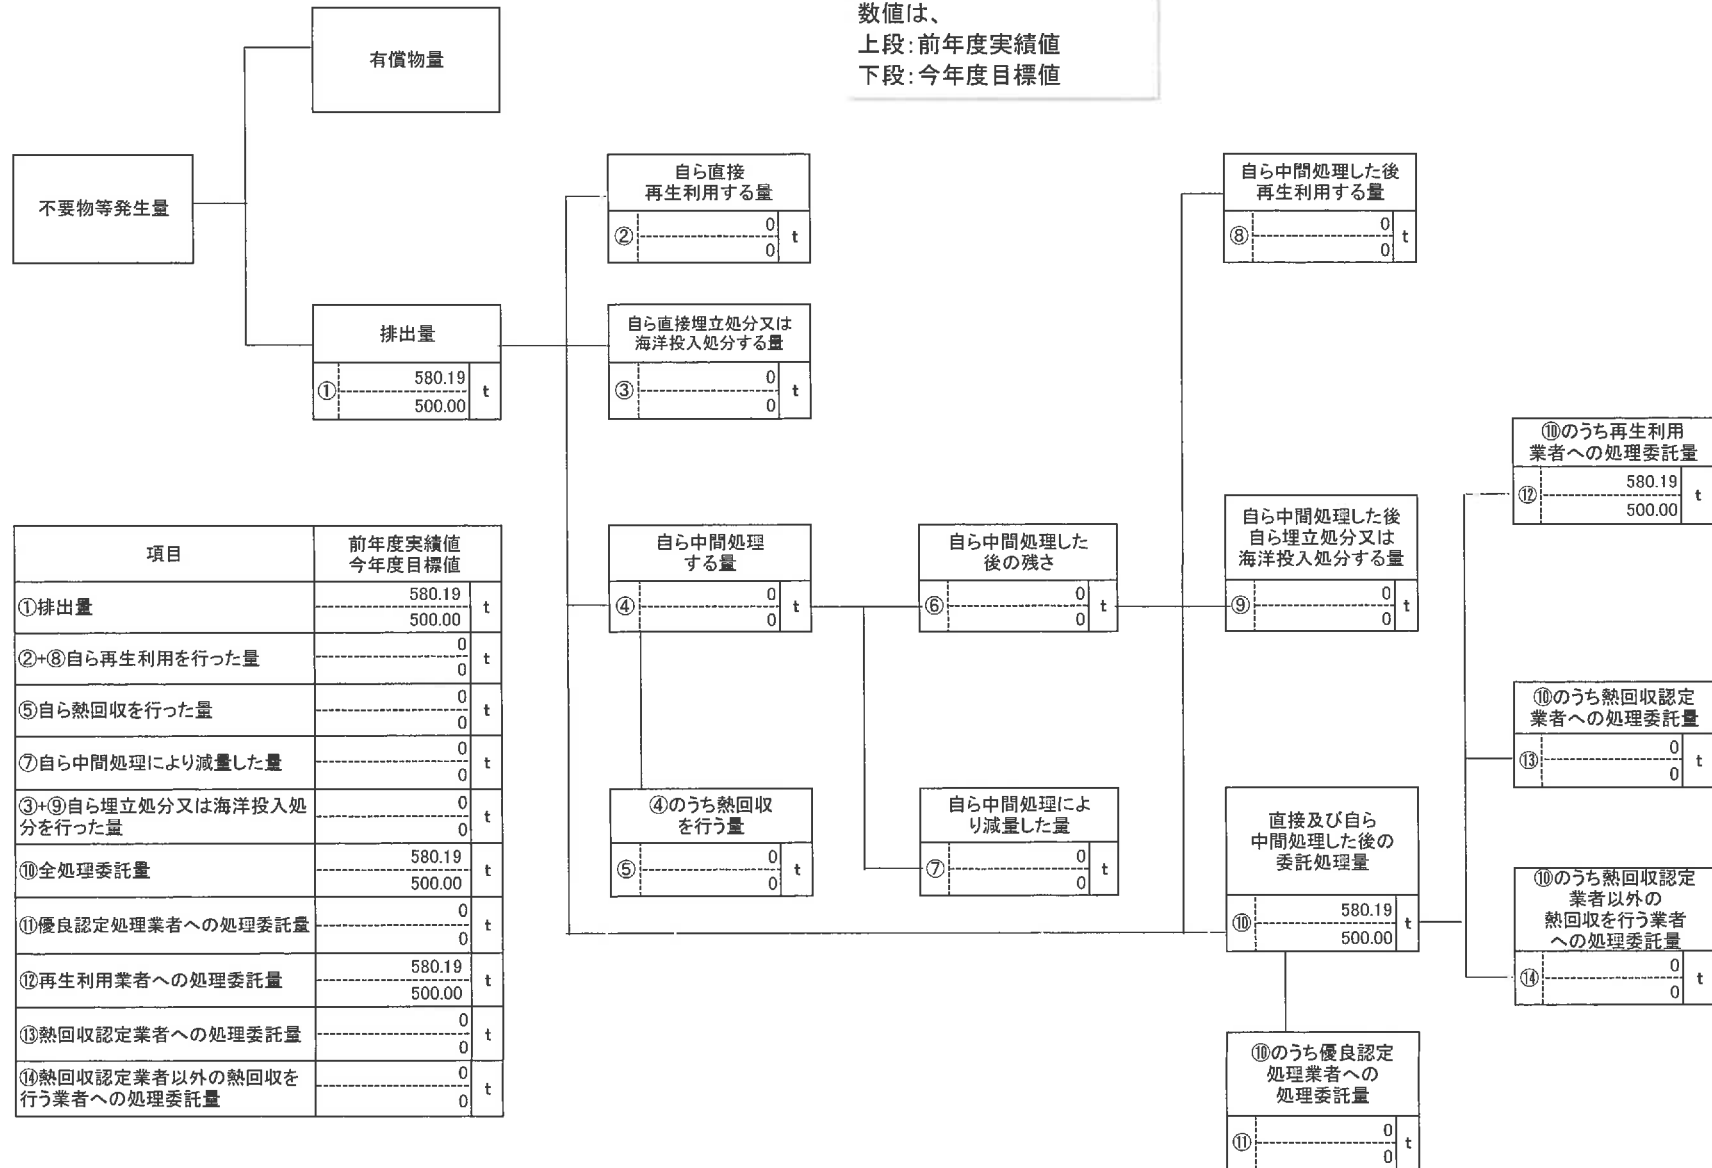 数値は、
上段：前年度実績値
下段：今年度目標値
有償物量
不要物等発生量
排出量
①
580.19
500.00
t
自ら直接
再生利用する量
②
0
0
t
自ら直接埋立処分又は
海洋投入処分する量
③
0
0
t
自ら中間処理
する量
④
0
0
t
④のうち熱回収
を行う量
⑤
0
0
t
自ら中間処理した
後の残さ
⑥
0
0
t
自ら中間処理によ
り減量した量
⑦
0
0
t
自ら中間処理した後
再生利用する量
⑧
0
0
t
自ら中間処理した後
自ら埋立処分又は
海洋投入処分する量
⑨
0
0
t
直接及び自ら
中間処理した後の
委託処理量
⑩
580.19
500.00
t
⑩のうち優良認定
処理業者への
処理委託量
⑪
0
0
t
⑩のうち再生利用
業者への処理委託量
⑫
580.19
500.00
t
⑩のうち熱回収認定
業者への処理委託量
⑬
0
0
t
⑩のうち熱回収認定
業者以外の
熱回収を行う業者
への処理委託量
⑭
0
0
t
項目
前年度実績値
今年度目標値
①排出量
580.19
500.00
t
②+⑧自ら再生利用を行った量
0
0
t
⑤自ら熱回収を行った量
0
0
t
⑦自ら中間処理により減量した量
0
0
t
③+⑨自ら埋立処分又は海洋投入処
分を行った量
0
0
t
⑩全処理委託量
580.19
500.00
t
⑪優良認定処理業者への処理委託量
0
0
t
⑫再生利用業者への処理委託量
580.19
500.00
t
⑬熱回収認定業者への処理委託量
0
0
t
⑭熱回収認定業者以外の熱回収を
行う業者への処理委託量
0
0
t